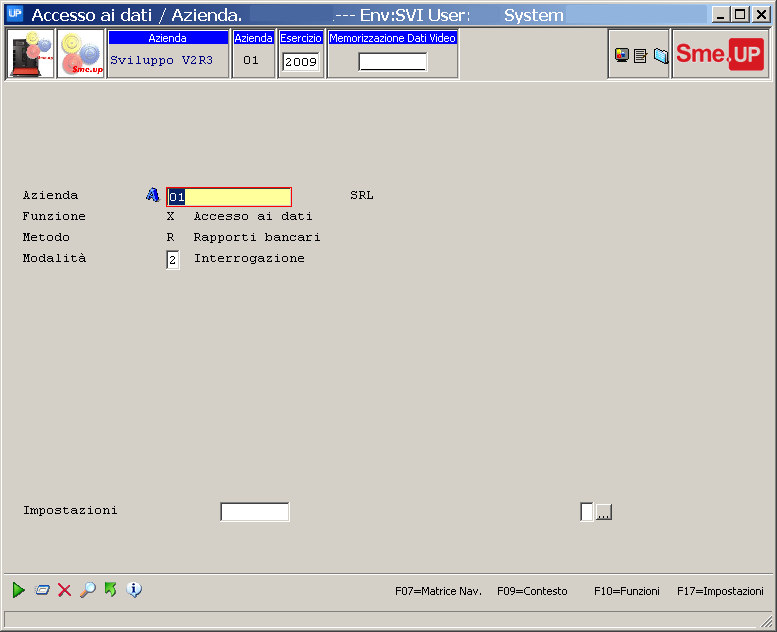 UP Accesso ai dati / Azienda. .--- Env:SVI User: System
Azienda Azienda Esercizio Memorizzazione Dati Video
Sme.up Sviluppo V2R3 01 2009 Sme.UP
Sme.up
Azienda 01 SRL
Funzione X Accesso ai dati
Metodo R Rapporti bancari
Modalità 2 Interrogazione
Impostazioni ...
F07=Matrice Nav. F09=Contesto F10=Funzioni F17=Impostazioni